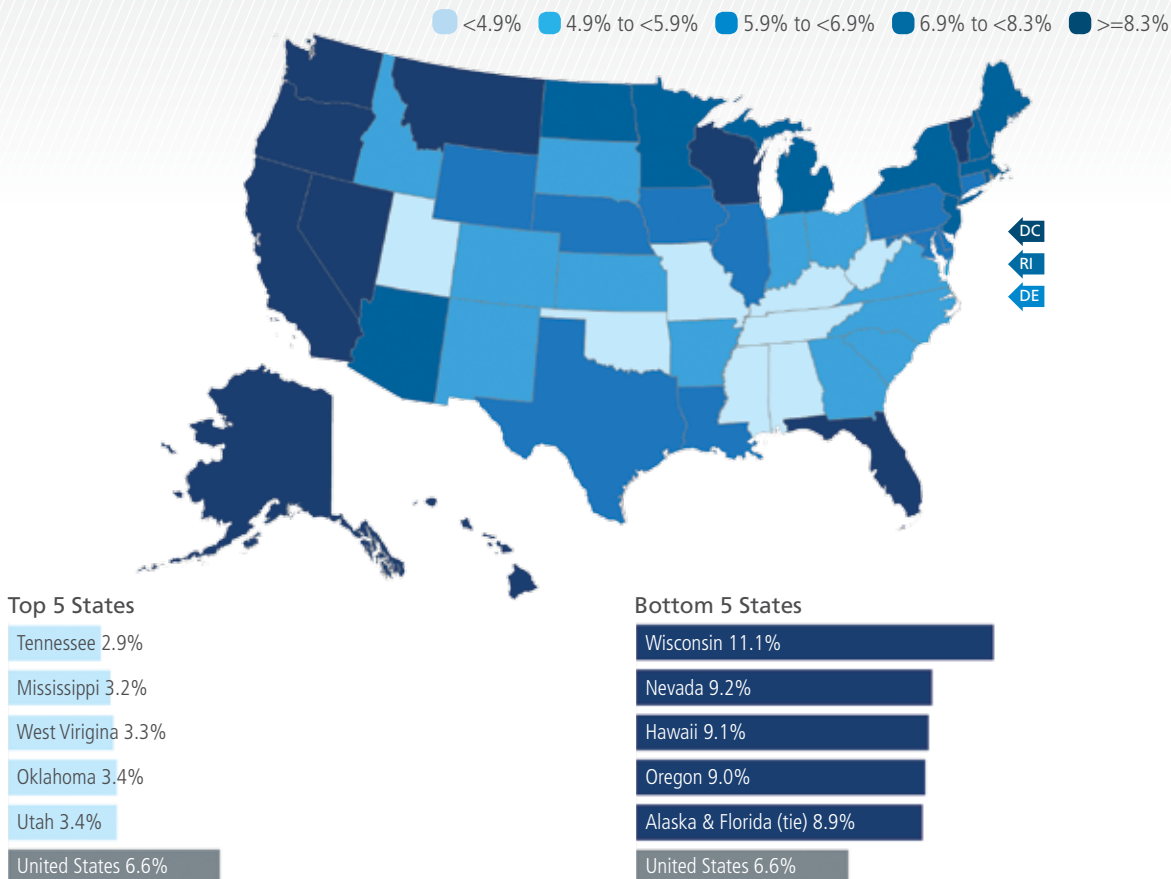 <4.9% 4.9% to <5.9% 5.9% to <6.9% 6.9% to <8.3% >=8.3%
DC
RI
DE
Top 5 States
Tennessee 2.9%
Mississippi 3.2%
West Virigina 3.3%
Oklahoma 3.4%
Utah 3.4%
United States 6.6%
Bottom 5 States
Wisconsin 11.1%
Nevada 9.2%
Hawaii 9.1%
Oregon 9.0%
Alaska & Florida (tie) 8.9%
United States 6.6%